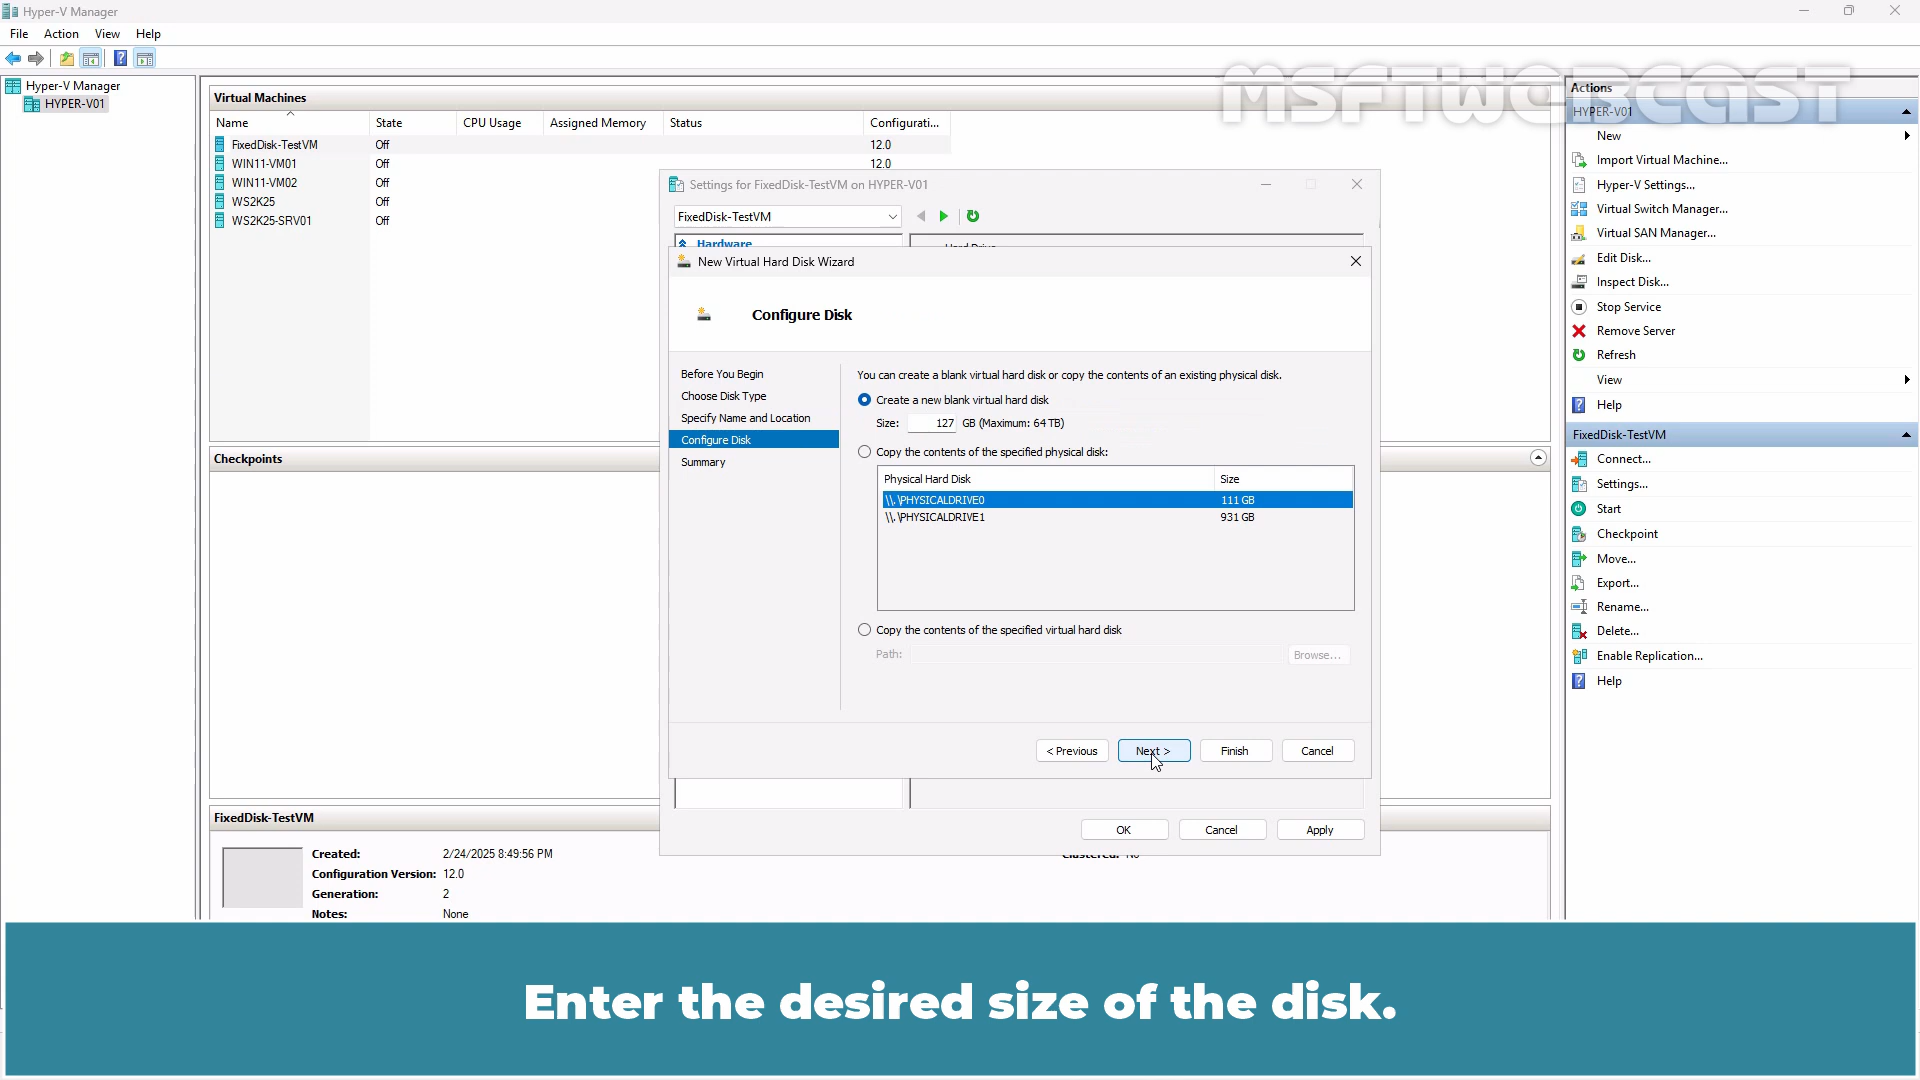 Hyper-V Manager
File Action View Help
Hyper-V Manager
HYPER-V01
Virtual Machines
Name State CPU Usage Assigned Memory Status Configurati...
FixedDisk-TestVM Off 12.0
WIN11-VM01 Off 12.0
WIN11-VM02 Off
WS2K25 Off
WS2K25-SRV01 Off
Checkpoints
FixedDisk-TestVM
Created: 2/24/2025 8:49:56 PM
Configuration Version: 12.0
Generation: 2
Notes: None
Clustered: No
Settings for FixedDisk-TestVM on HYPER-V01
FixedDisk-TestVM
Hardware
Hard Drive
New Virtual Hard Disk Wizard
Configure Disk
Before You Begin
Choose Disk Type
Specify Name and Location
Configure Disk
Summary
You can create a blank virtual hard disk or copy the contents of an existing physical disk.
Create a new blank virtual hard disk
Size: 127 GB (Maximum: 64 TB)
Copy the contents of the specified physical disk:
Physical Hard Disk Size
\\.\PHYSICALDRIVE0 111 GB
\\.\PHYSICALDRIVE1 931 GB
Copy the contents of the specified virtual hard disk
Path: Browse...
< Previous Next > Finish Cancel
OK Cancel Apply
MSFTWEBCAST
Actions
HYPER-V01
New
Import Virtual Machine...
Hyper-V Settings...
Virtual Switch Manager...
Virtual SAN Manager...
Edit Disk...
Inspect Disk...
Stop Service
Remove Server
Refresh
View
Help
FixedDisk-TestVM
Connect...
Settings...
Start
Checkpoint
Move...
Export...
Rename...
Delete...
Enable Replication...
Help
Enter the desired size of the disk.